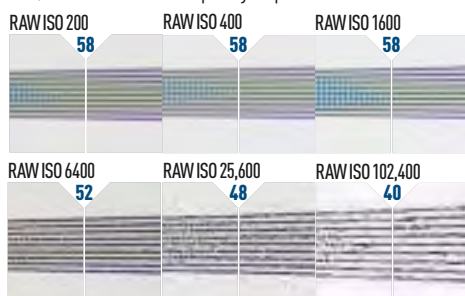 RAW ISO 200 RAW ISO 400 RAW ISO 1600
58 58 58
RAW ISO 6400 RAW ISO 25,600 RAW ISO 102,400
52 48 40